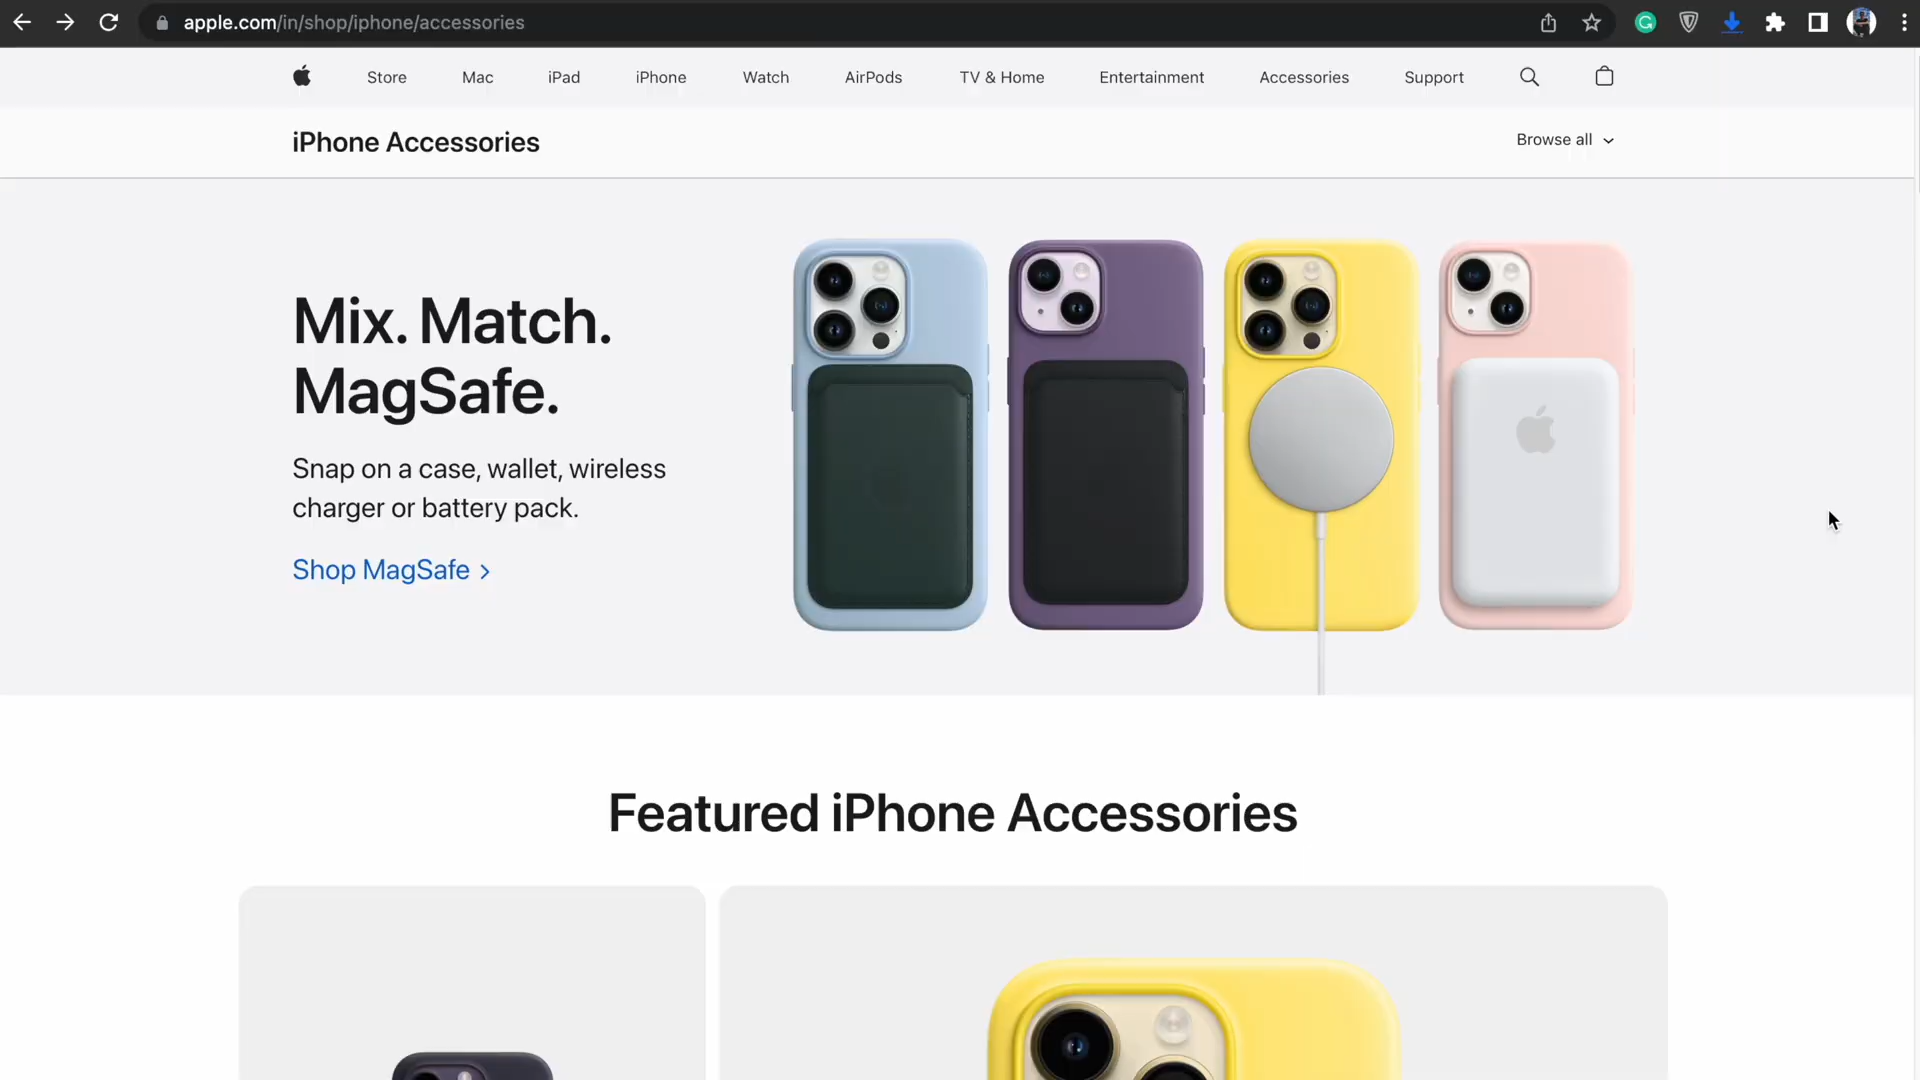 apple.com/in/shop/iphone/accessories
Store Mac iPad iPhone Watch AirPods TV & Home Entertainment Accessories Support
iPhone Accessories
Browse all
Mix. Match.
MagSafe.
Snap on a case, wallet, wireless
charger or battery pack.
Shop MagSafe >
Featured iPhone Accessories